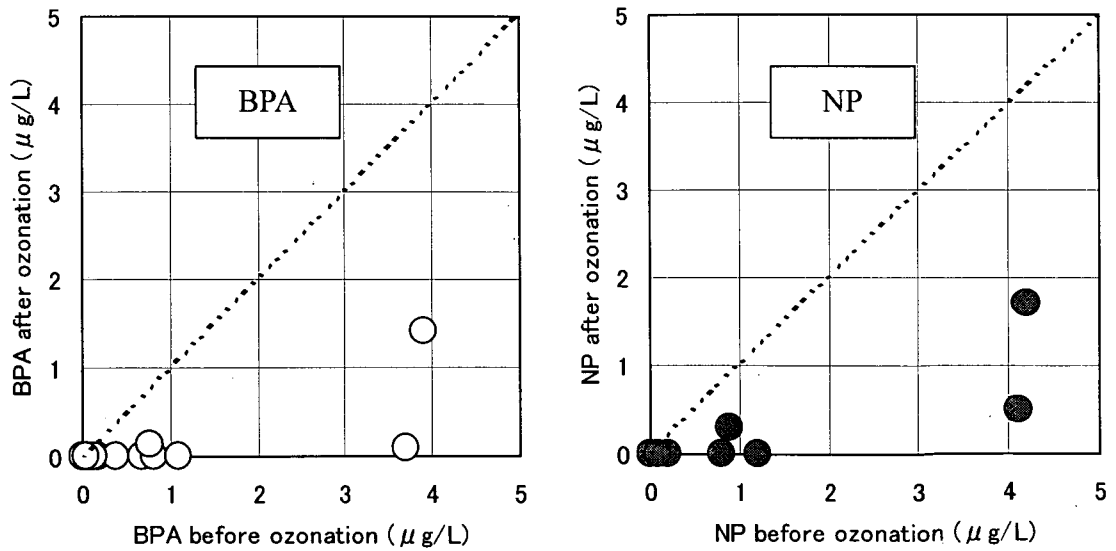 5
4
3
2
1
0
BPA after ozonation (μg/L)
BPA
0 1 2 3 4 5
BPA before ozonation (μg/L)
5
4
3
2
1
0
NP after ozonation (μg/L)
NP
0 1 2 3 4 5
NP before ozonation (μg/L)